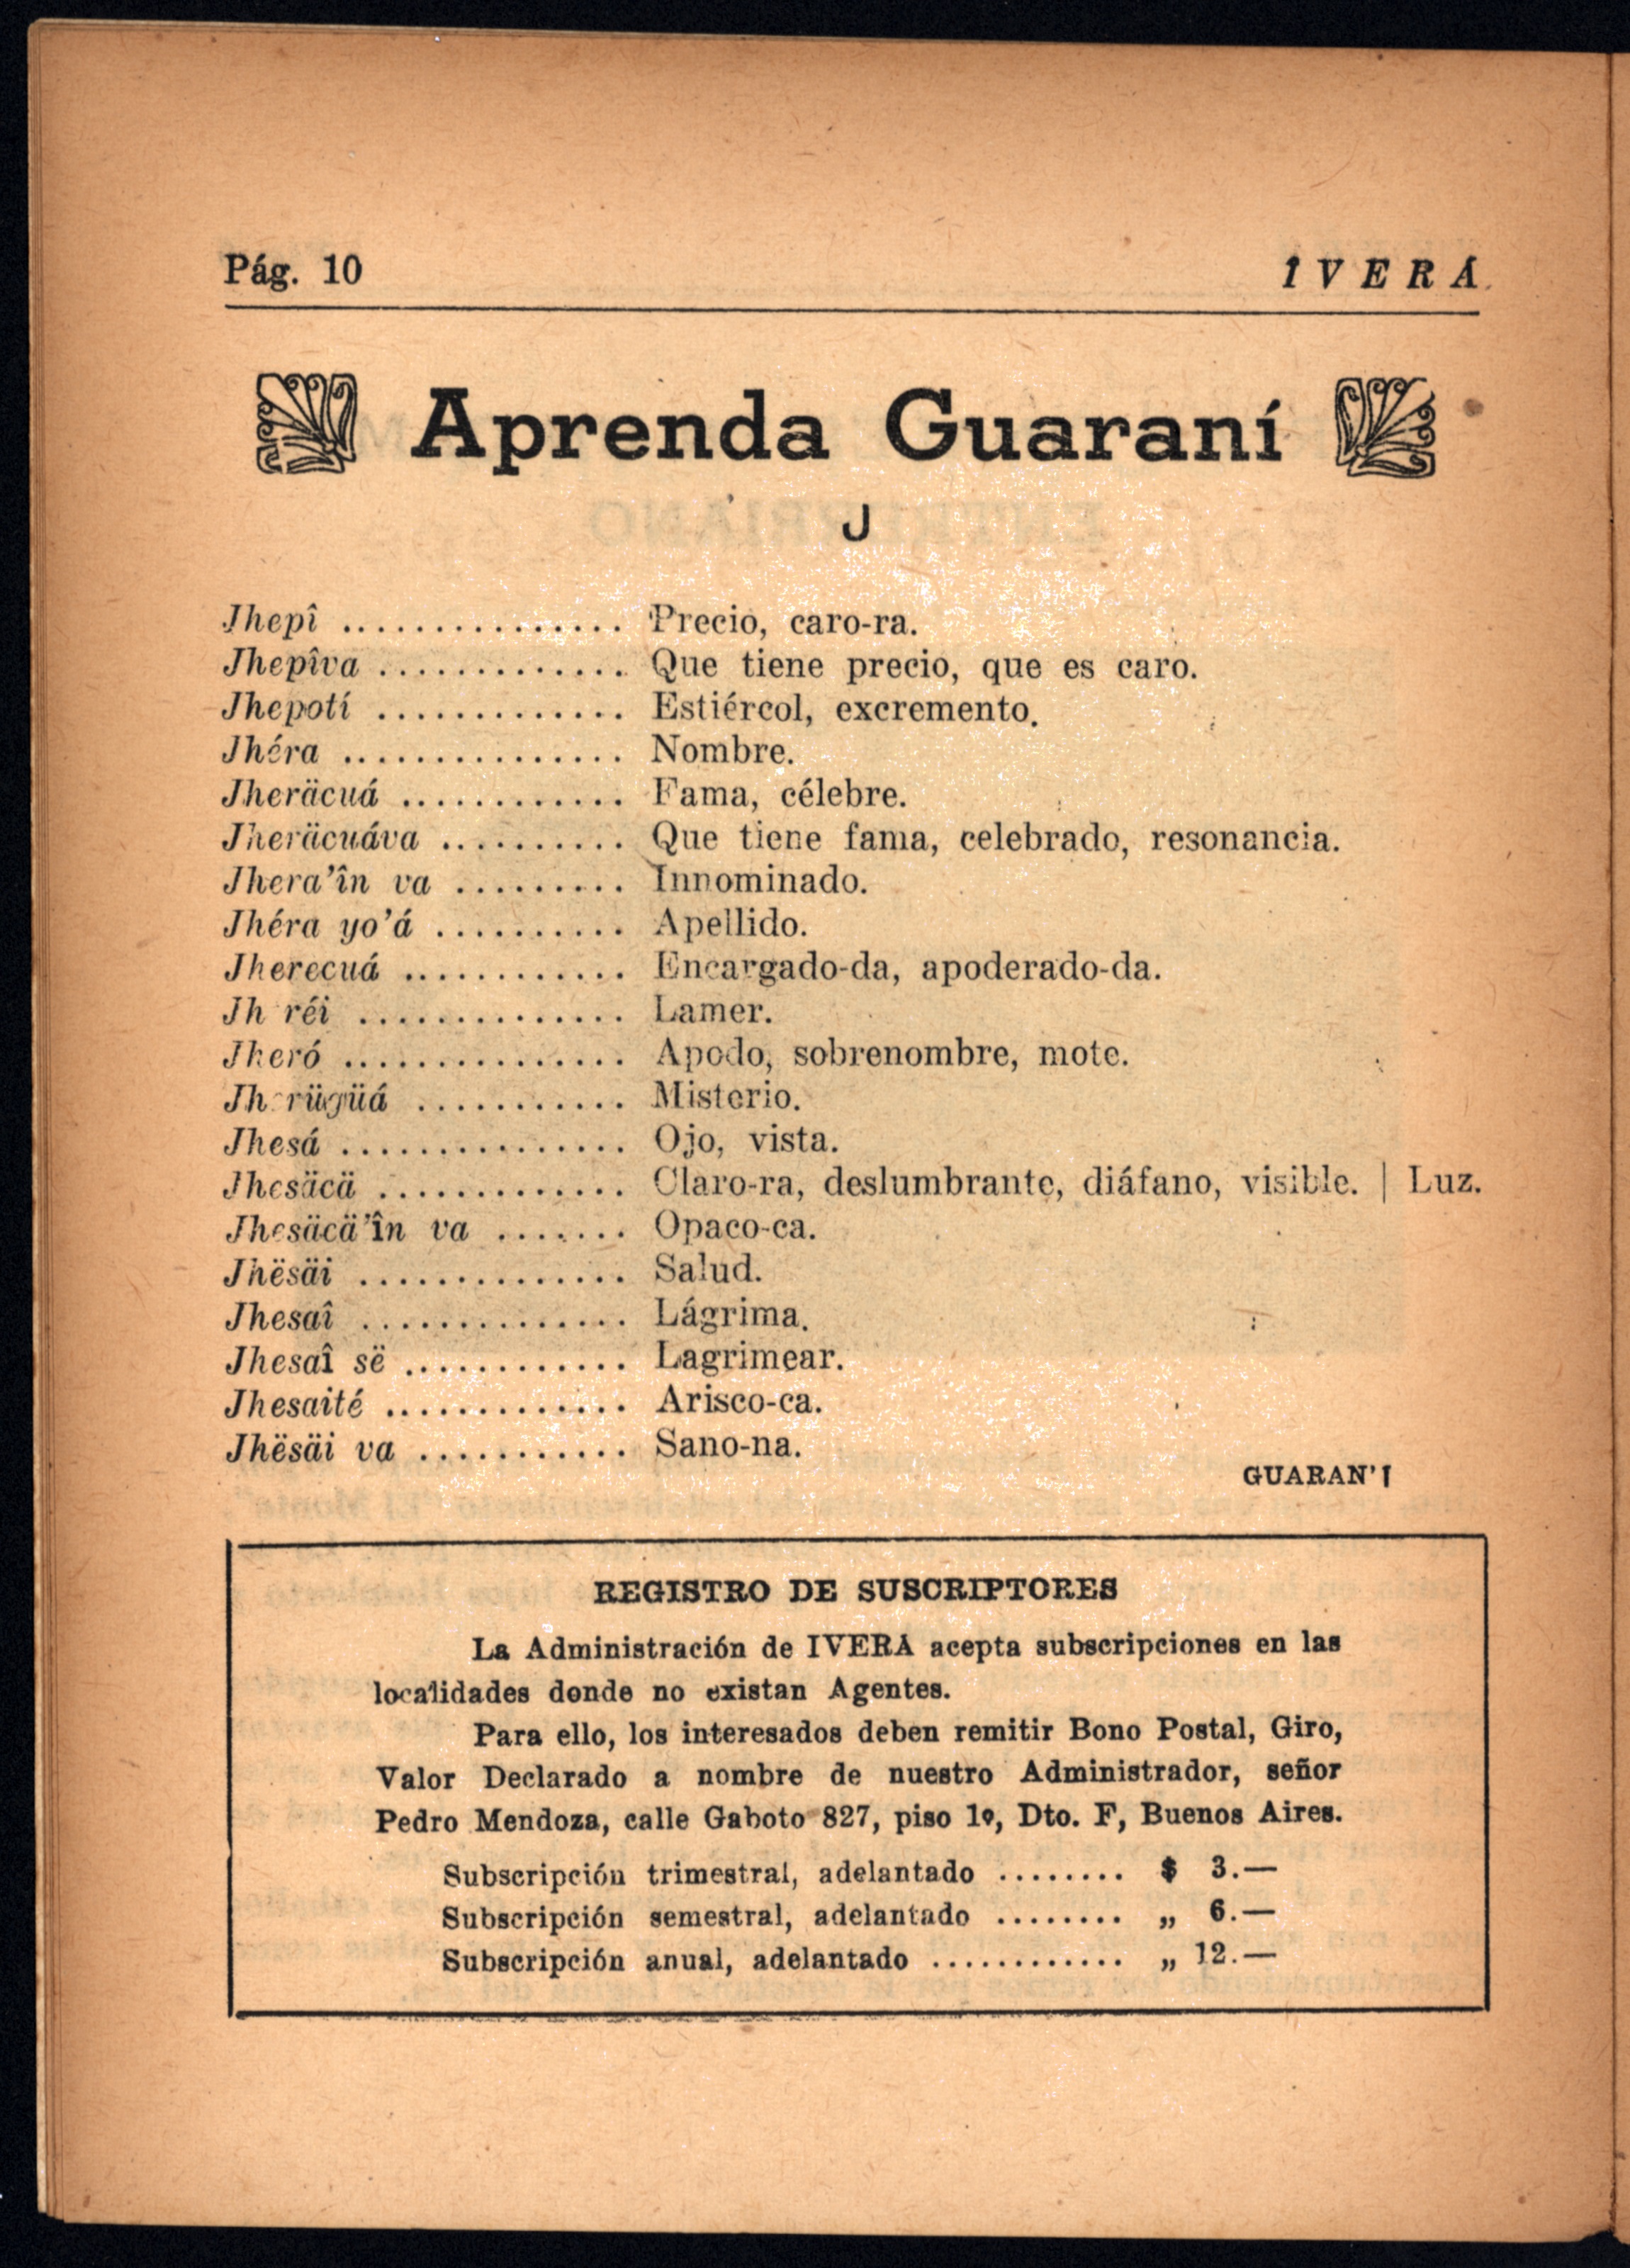 Pág. 10 ÎVERÁ
Aprenda Guaraní
J
Jhepî ............... Precio, caro-ra.
Jhepîva .............. Que tiene precio, que es caro.
Jhepotí .............. Estiércol, excremento.
Jhéra ................ Nombre.
Jheräcuá ............. Fama, célebre.
Jheräcuáva .......... Que tiene fama, celebrado, resonancia.
Jhera'în va ......... Innominado.
Jhéra yo'á .......... Apellido.
Jherecuá ............ Encargado-da, apoderado-da.
Jh réi .............. Lamer.
Jheró ............... Apodo, sobrenombre, mote.
Jherügüá ........... Misterio.
Jhesá ............... Ojo, vista.
Jhesäcä ............. Claro-ra, deslumbrante, diáfano, visible. | Luz.
Jhesäcä'în va ....... Opaco-ca.
Jhësäi .............. Salud.
Jhesaî .............. Lágrima.
Jhesaî së ........... Lagrimear.
Jhesaité ............ Arisco-ca.
Jhësäi va ........... Sano-na.
GUARAN'I
REGISTRO DE SUSCRIPTORES
La Administración de IVERA acepta subscripciones en las
localidades donde no existan Agentes.
Para ello, los interesados deben remitir Bono Postal, Giro,
Valor Declarado a nombre de nuestro Administrador, señor
Pedro Mendoza, calle Gaboto 827, piso 1º, Dto. F, Buenos Aires.
Subscripción trimestral, adelantado ........ $ 3.—
Subscripción semestral, adelantado ........ „ 6.—
Subscripción anual, adelantado ............ „ 12.—